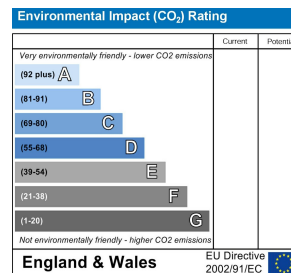 Environmental Impact (CO₂) Rating
Current Potenti
Very environmentally friendly - lower CO2 emissions
(92 plus) A
(81-91) B
(69-80) C
(55-68) D
(39-54) E
(21-38) F
(1-20) G
Not environmentally friendly - higher CO2 emissions
England & Wales
EU Directive
2002/91/EC